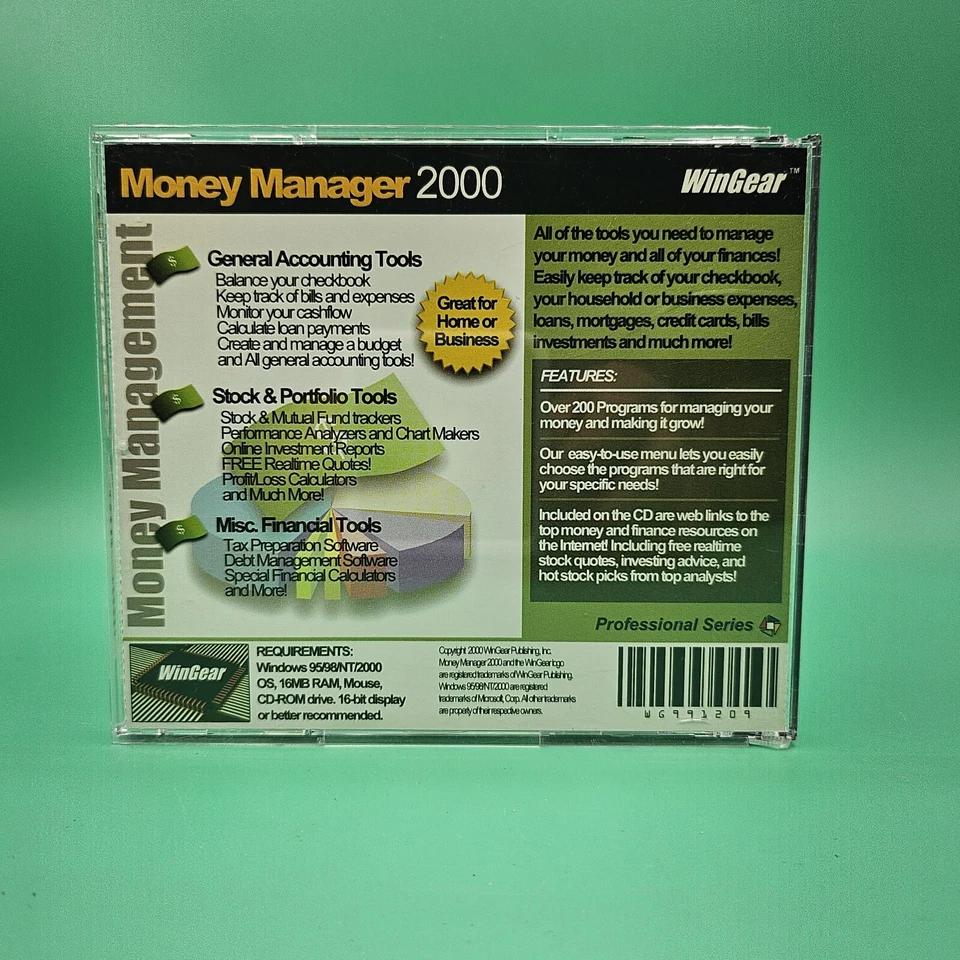 Money Manager 2000
WinGear™
Money Management
General Accounting Tools
Balance your checkbook
Keep track of bills and expenses
Monitor your cashflow
Calculate loan payments
Create and manage a budget
and All general accounting tools!
Great for
Home or
Business
Stock & Portfolio Tools
Stock & Mutual Fund trackers
Performance Analyzers and Chart Makers
Online Investment Reports
FREE Realtime Quotes!
Profit/Loss Calculators
and Much More!
Misc. Financial Tools
Tax Preparation Software
Debt Management Software
Special Financial Calculators
and More!
All of the tools you need to manage
your money and all of your finances!
Easily keep track of your checkbook,
your household or business expenses,
loans, mortgages, credit cards, bills
investments and much more!
FEATURES:
Over 200 Programs for managing your
money and making it grow!
Our easy-to-use menu lets you easily
choose the programs that are right for
your specific needs!
Included on the CD are web links to the
top money and finance resources on
the Internet! Including free realtime
stock quotes, investing advice, and
hot stock picks from top analysts!
Professional Series
WinGear
REQUIREMENTS:
Windows 95/98/NT/2000
OS, 16MB RAM, Mouse,
CD-ROM drive. 16-bit display
or better recommended.
Copyright 2000 WinGear Publishing, Inc.
Money Manager 2000 and the WinGear logo
are registered trademarks of WinGear Publishing.
Windows 95/98/NT/2000 are registered
trademarks of Microsoft, Corp. All other trademarks
are property of their respective owners.
WG991209